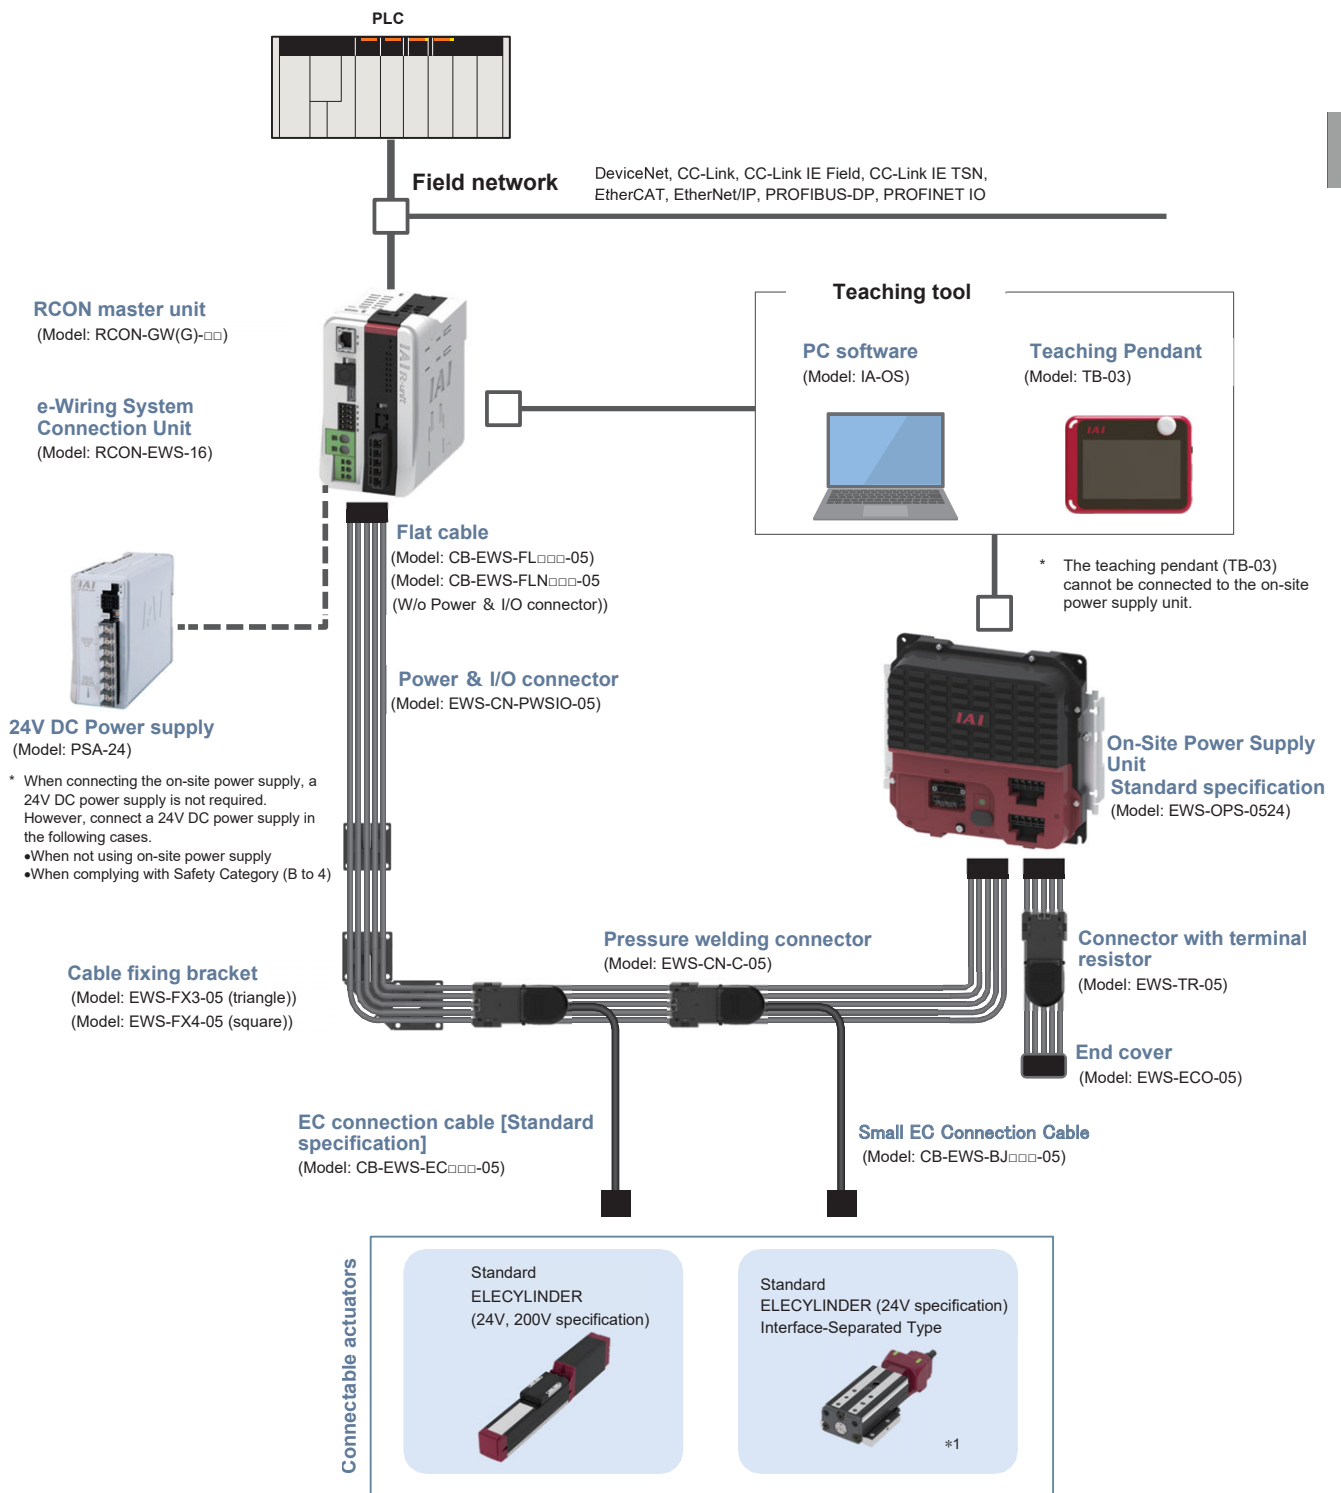 PLC
Field network
DeviceNet, CC-Link, CC-Link IE Field, CC-Link IE TSN,
EtherCAT, EtherNet/IP, PROFIBUS-DP, PROFINET IO
RCON master unit
(Model: RCON-GW(G)-□□)
e-Wiring System
Connection Unit
(Model: RCON-EWS-16)
IAI R-unit
IAI
Teaching tool
PC software
(Model: IA-OS)
Teaching Pendant
(Model: TB-03)
IAI
* The teaching pendant (TB-03)
cannot be connected to the on-site
power supply unit.
Flat cable
(Model: CB-EWS-FL□□□-05)
(Model: CB-EWS-FLN□□□-05
(W/o Power & I/O connector))
Power & I/O connector
(Model: EWS-CN-PWSIO-05)
IAI
IAI
24V DC Power supply
(Model: PSA-24)
* When connecting the on-site power supply, a
24V DC power supply is not required.
However, connect a 24V DC power supply in
the following cases.
•When not using on-site power supply
•When complying with Safety Category (B to 4)
IAI
On-Site Power Supply
Unit
Standard specification
(Model: EWS-OPS-0524)
Cable fixing bracket
(Model: EWS-FX3-05 (triangle))
(Model: EWS-FX4-05 (square))
Pressure welding connector
(Model: EWS-CN-C-05)
Connector with terminal
resistor
(Model: EWS-TR-05)
End cover
(Model: EWS-ECO-05)
EC connection cable [Standard
specification]
(Model: CB-EWS-EC□□□-05)
Small EC Connection Cable
(Model: CB-EWS-BJ□□□-05)
Connectable actuators
Standard
ELECYLINDER
(24V, 200V specification)
Standard
ELECYLINDER (24V specification)
Interface-Separated Type
*1